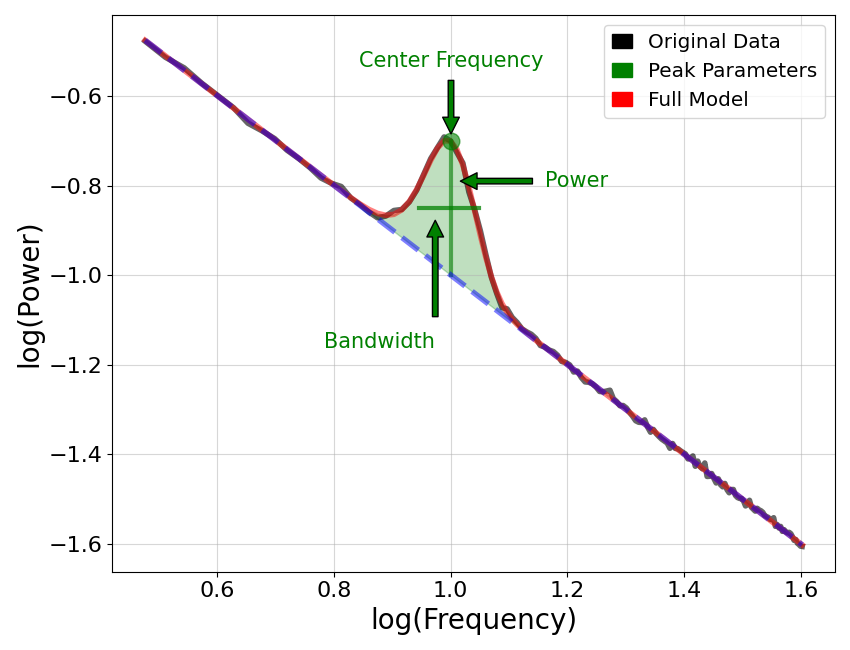 Original Data
Peak Parameters
Full Model
Center Frequency
Power
Bandwidth
log(Power)
−0.6
−0.8
−1.0
−1.2
−1.4
−1.6
0.6 0.8 1.0 1.2 1.4 1.6
log(Frequency)